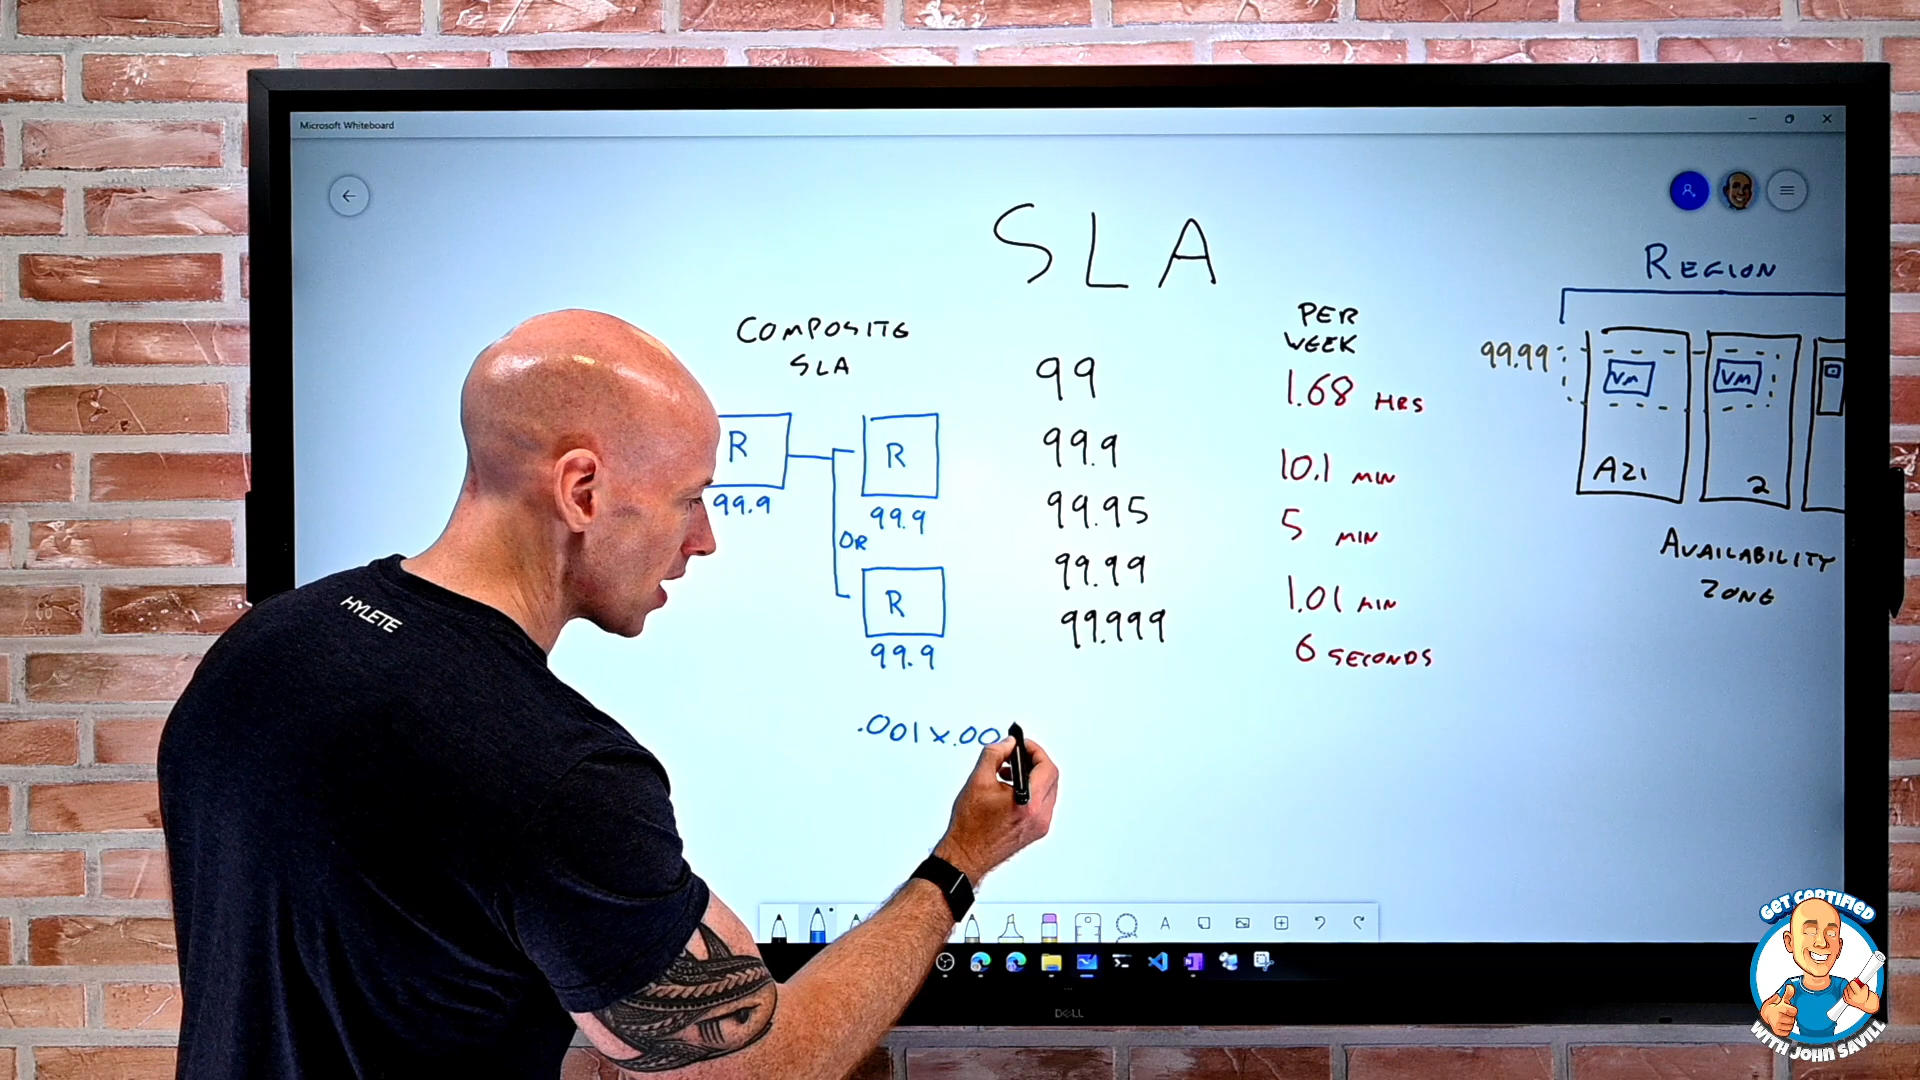 Microsoft Whiteboard
SLA
COMPOSITE
SLA
R
99.9
R
99.9
OR
R
99.9
.001x.00
99
99.9
99.95
99.99
99.999
PER
WEEK
1.68 HRS
10.1 MIN
5 MIN
1.01 MIN
6 SECONDS
REGION
99.99
VM
VM
AZ1
2
AVAILABILITY
ZONE
HYLETE
DELL
GET CERTIFIED
WITH JOHN SAVILL